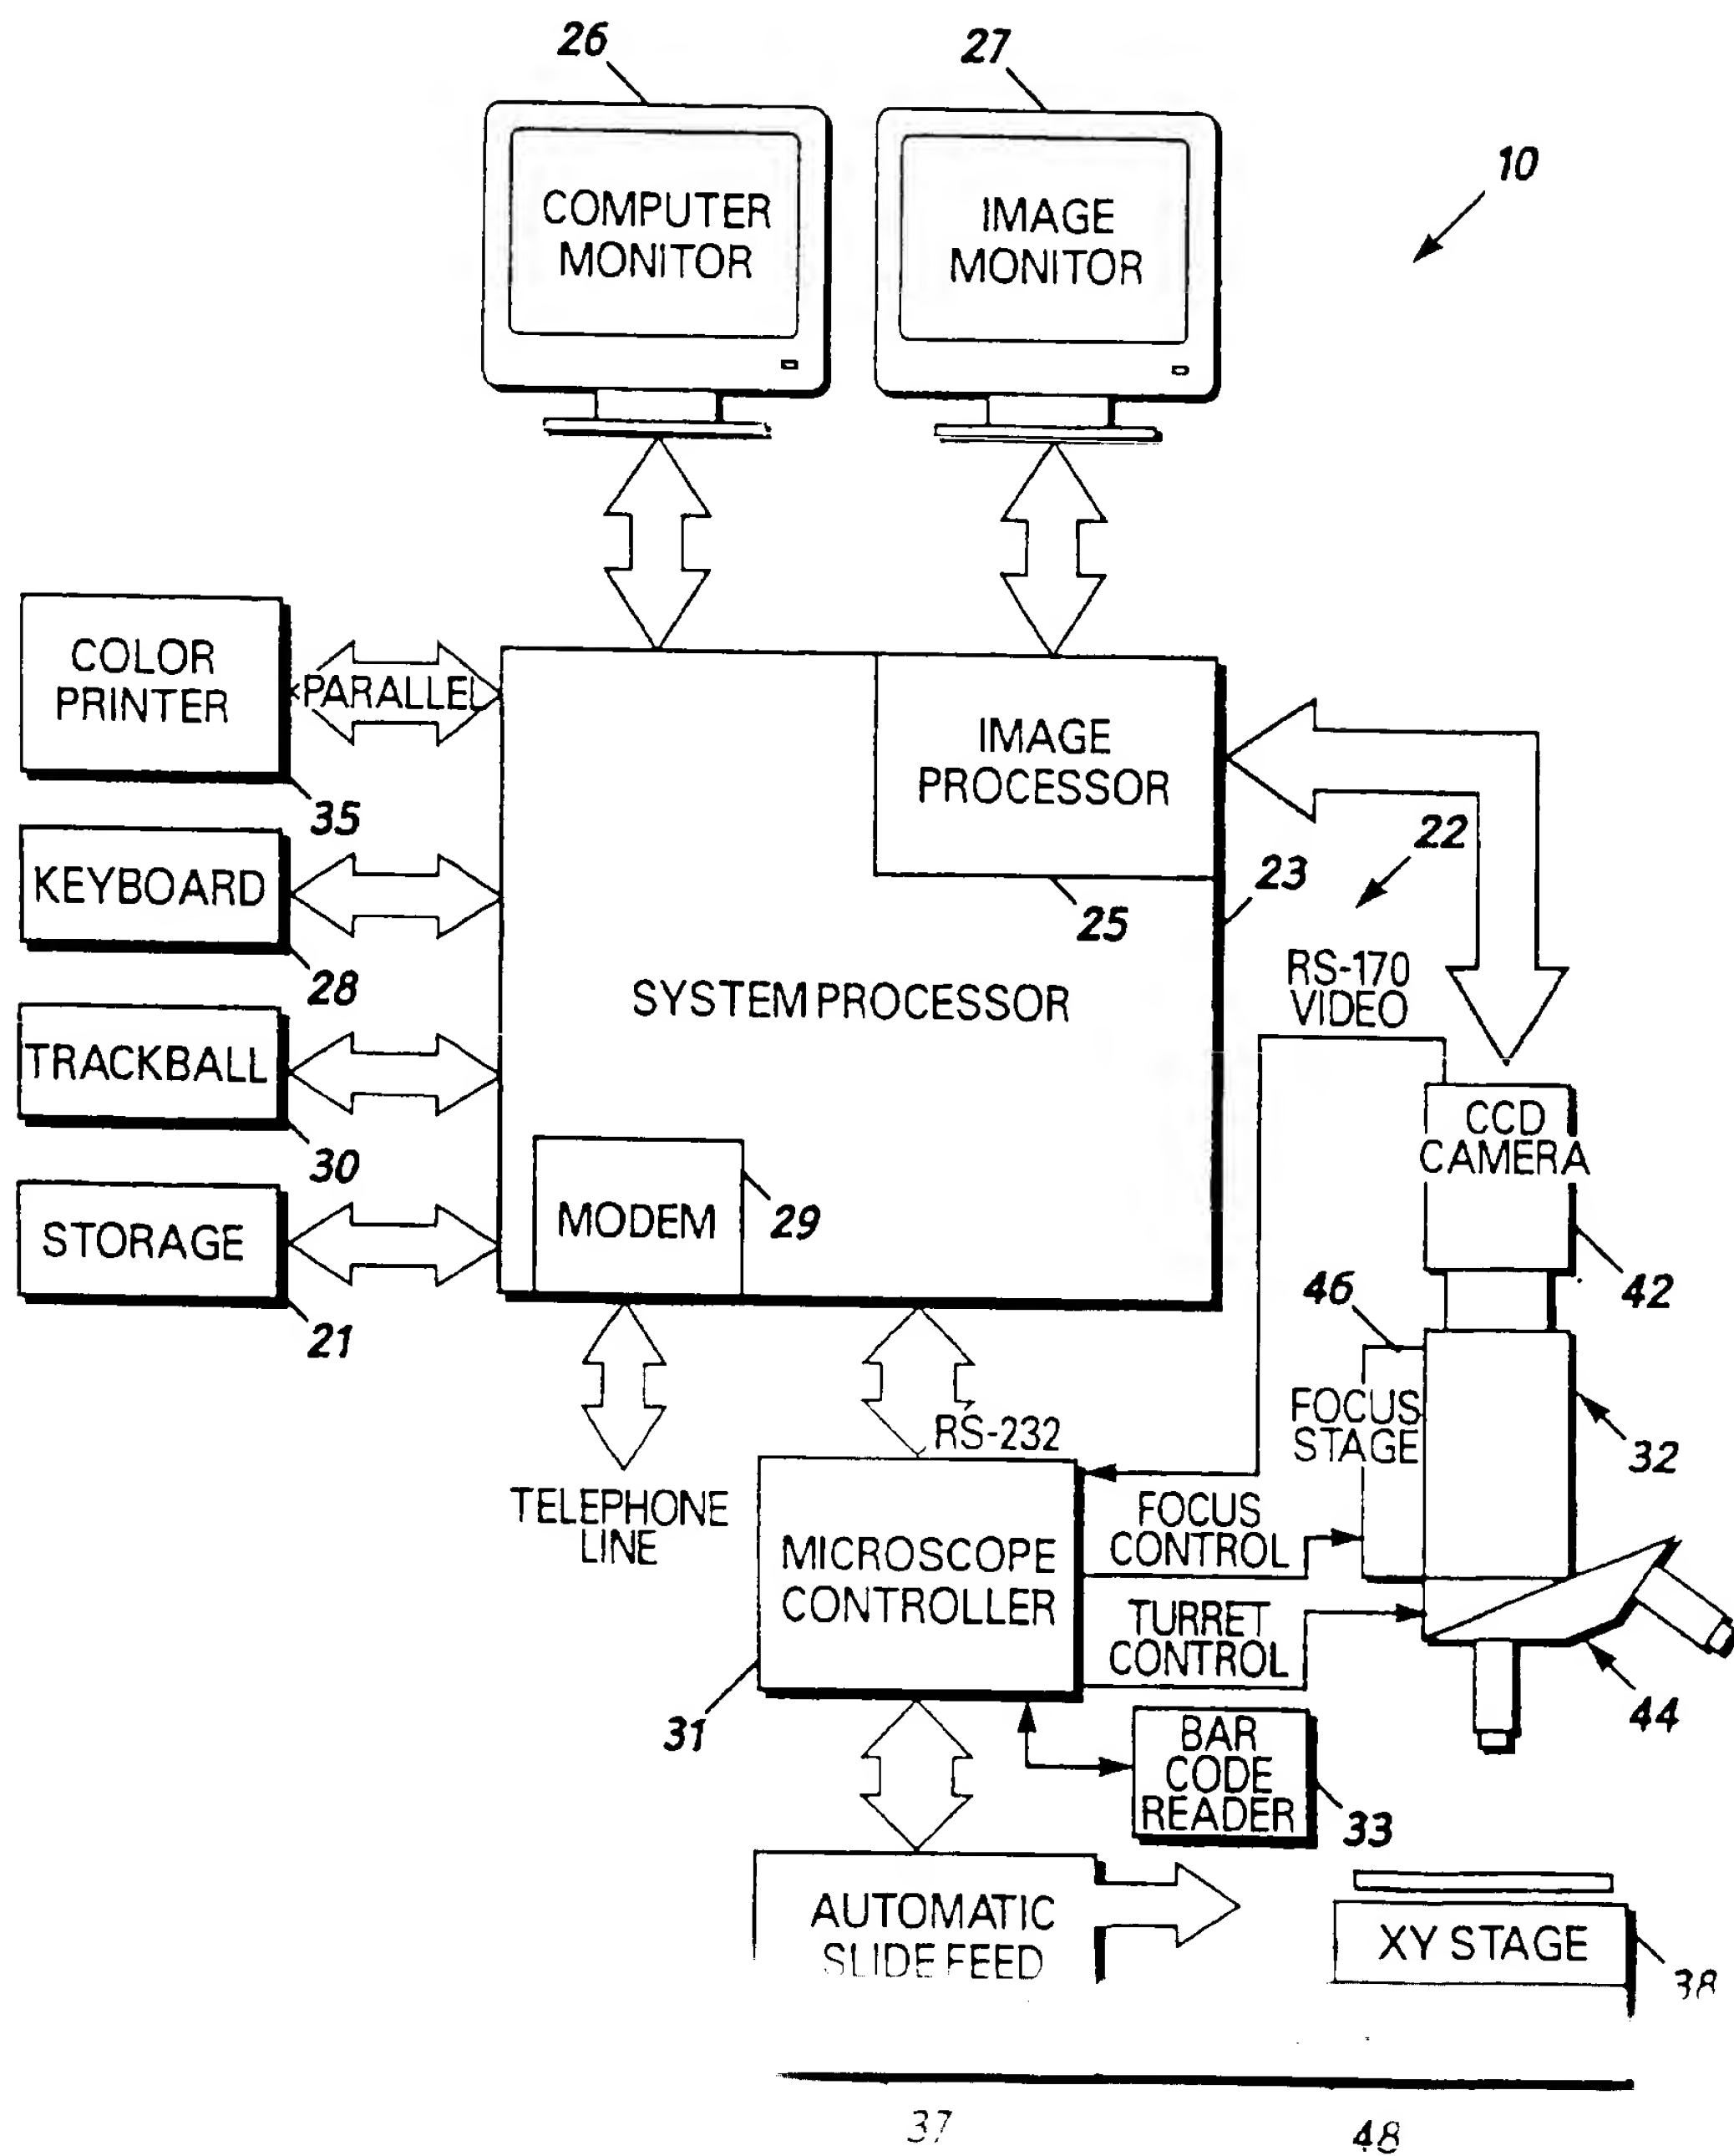 26
27
10
COMPUTER
MONITOR
IMAGE
MONITOR
COLOR
PRINTER
PARALLEL
35
IMAGE
PROCESSOR
22
23
25
KEYBOARD
28
SYSTEM PROCESSOR
RS-170
VIDEO
TRACKBALL
30
CCD
CAMERA
MODEM
29
STORAGE
21
42
46
FOCUS
STAGE
32
RS-232
TELEPHONE
LINE
FOCUS
CONTROL
MICROSCOPE
CONTROLLER
TURRET
CONTROL
31
44
BAR
CODE
READER
33
AUTOMATIC
SLIDE FEED
XY STAGE
38
37
48